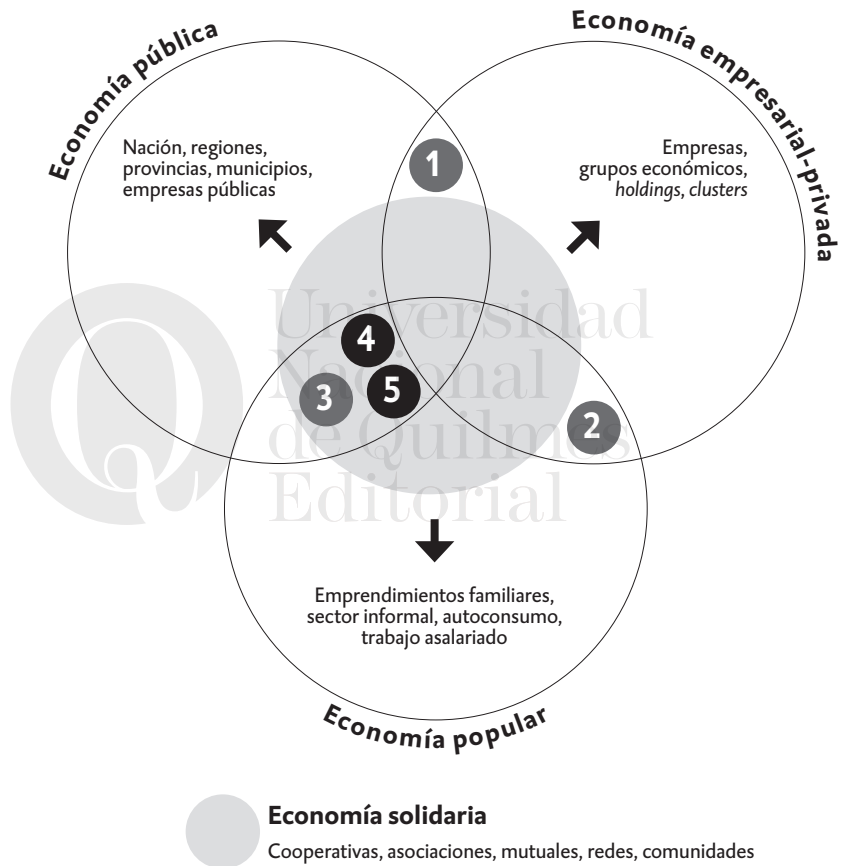 Economía pública
Economía empresarial-privada
Nación, regiones,
provincias, municipios,
empresas públicas
Empresas,
grupos económicos,
holdings, clusters
1
Universidad
Nacional
de Quilmes
Editorial
4
5
3
2
Emprendimientos familiares,
sector informal, autoconsumo,
trabajo asalariado
Economía popular
Economía solidaria
Cooperativas, asociaciones, mutuales, redes, comunidades